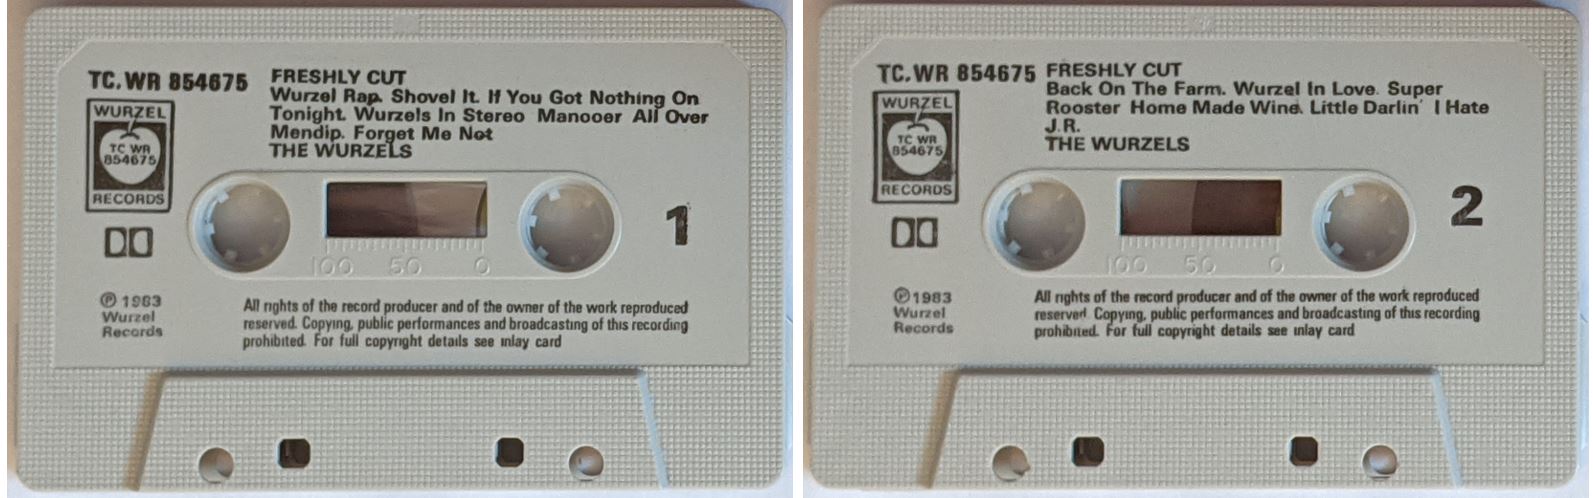 TC.WR 854675
FRESHLY CUT
Wurzel Rap. Shovel It. If You Got Nothing On
Tonight. Wurzels In Stereo Manooer All Over
Mendip. Forget Me Not
THE WURZELS
WURZEL
TC WR
854675
RECORDS
1
100 50 0
℗ 1983
Wurzel
Records
All rights of the record producer and of the owner of the work reproduced
reserved. Copying, public performances and broadcasting of this recording
prohibited. For full copyright details see inlay card
TC.WR 854675
FRESHLY CUT
Back On The Farm. Wurzel In Love. Super
Rooster Home Made Wine. Little Darlin' I Hate
J.R.
THE WURZELS
WURZEL
TC WR
854675
RECORDS
2
100 50 0
℗ 1983
Wurzel
Records
All rights of the record producer and of the owner of the work reproduced
reserved. Copying, public performances and broadcasting of this recording
prohibited. For full copyright details see inlay card